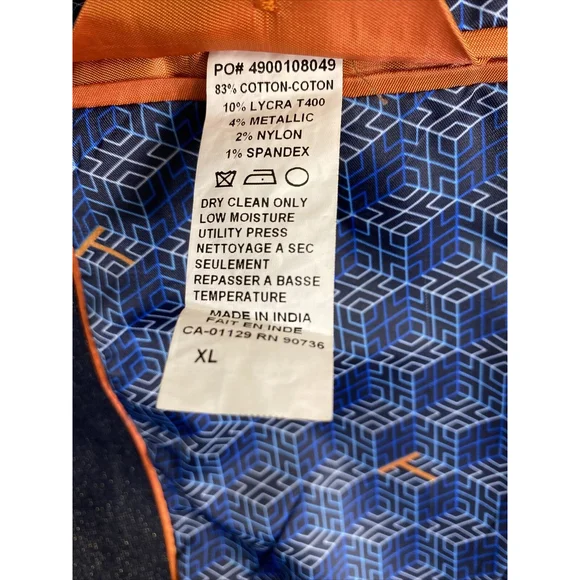 PO# 4900108049
83% COTTON-COTON
10% LYCRA T400
4% METALLIC
2% NYLON
1% SPANDEX
DRY CLEAN ONLY
LOW MOISTURE
UTILITY PRESS
NETTOYAGE A SEC
SEULEMENT
REPASSER A BASSE
TEMPERATURE
MADE IN INDIA
FAIT EN INDE
CA-01129 RN 90736
XL